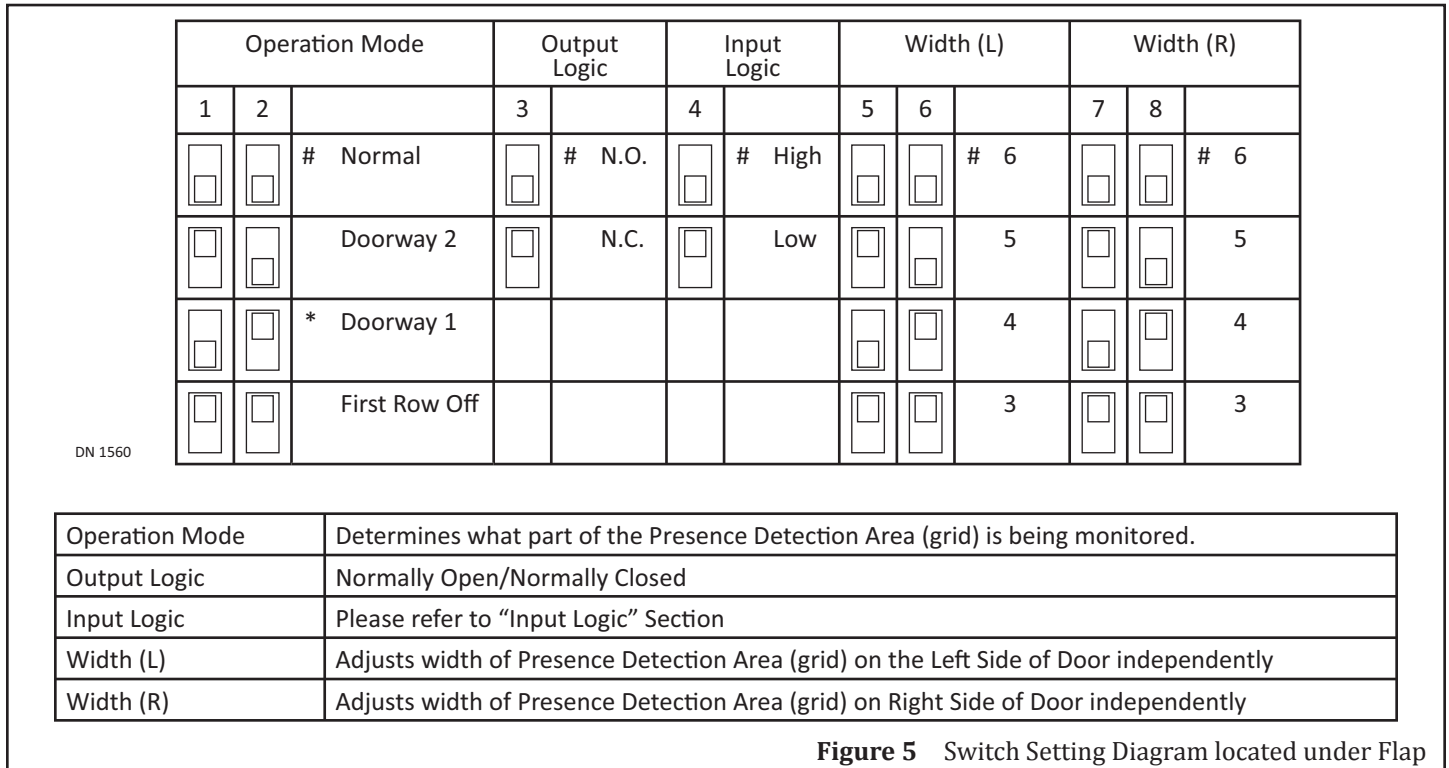 Operation Mode Output Logic Input Logic Width (L) Width (R)
1 2 3 4 5 6 7 8
# Normal # N.O. # High # 6 # 6
Doorway 2 N.C. Low 5 5
* Doorway 1 4 4
First Row Off 3 3
DN 1560
Operation Mode Determines what part of the Presence Detection Area (grid) is being monitored.
Output Logic Normally Open/Normally Closed
Input Logic Please refer to “Input Logic” Section
Width (L) Adjusts width of Presence Detection Area (grid) on the Left Side of Door independently
Width (R) Adjusts width of Presence Detection Area (grid) on Right Side of Door independently
Figure 5 Switch Setting Diagram located under Flap